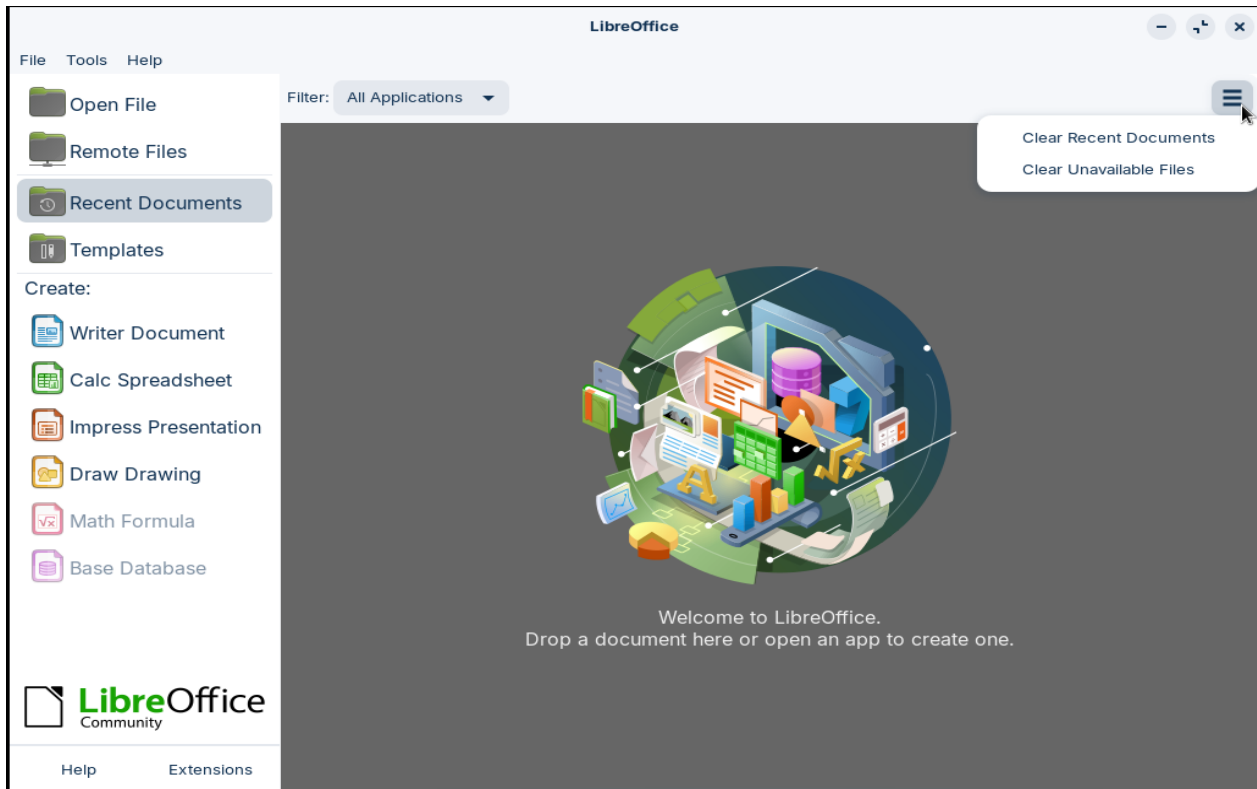 LibreOffice
File Tools Help
Open File
Remote Files
Recent Documents
Templates
Create:
Writer Document
Calc Spreadsheet
Impress Presentation
Draw Drawing
Math Formula
Base Database
LibreOffice
Community
Help Extensions
Filter: All Applications
Clear Recent Documents
Clear Unavailable Files
Welcome to LibreOffice.
Drop a document here or open an app to create one.